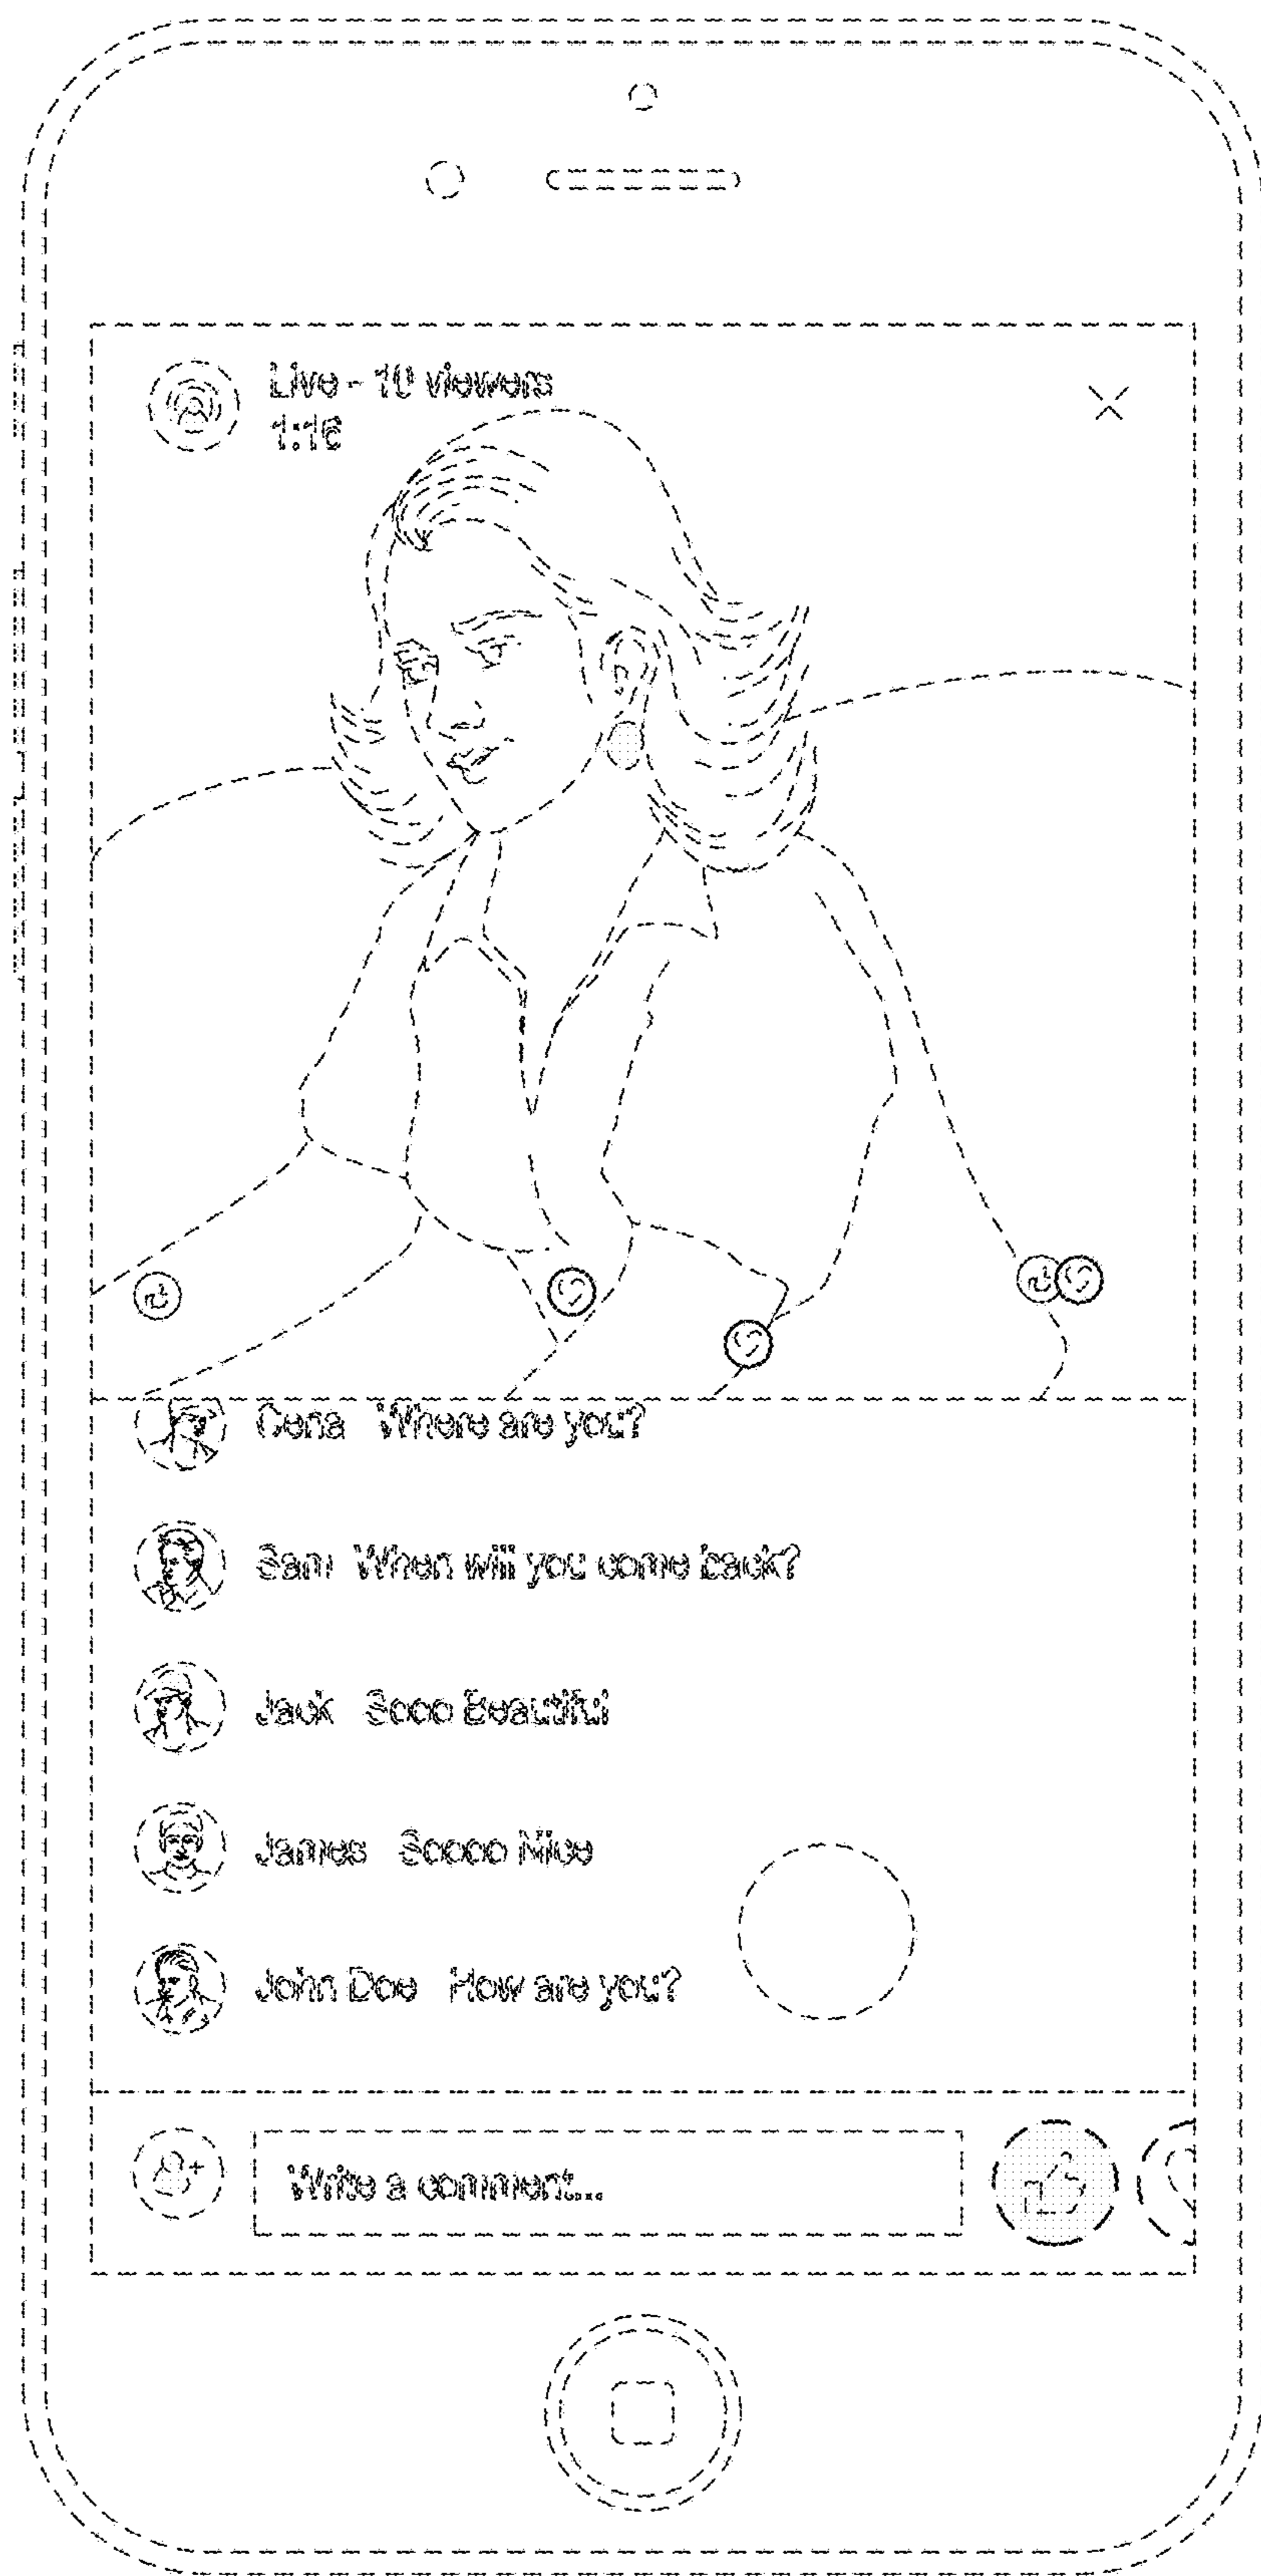 Live - 10 viewers
1:16
Cena Where are you?
Sam When will you come back?
Jack Sooo Beautiful
James Soooo Nice
John Doe How are you?
Write a comment...